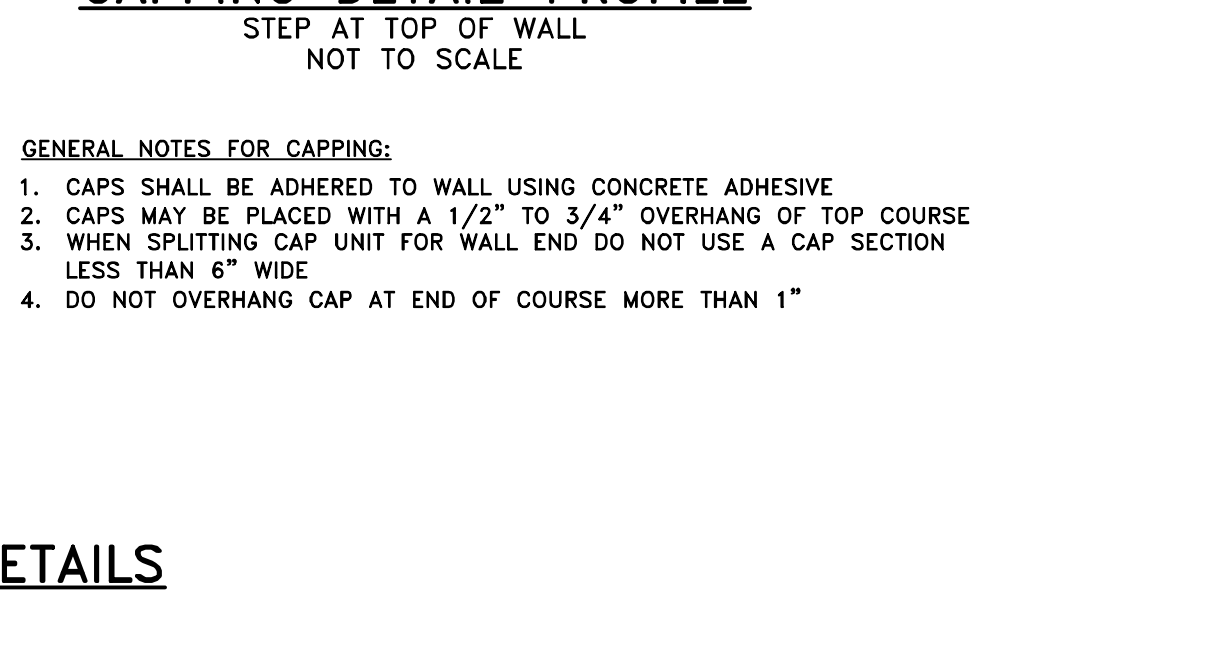 CAPPING DETAIL PROFILE
STEP AT TOP OF WALL
NOT TO SCALE
GENERAL NOTES FOR CAPPING:
1. CAPS SHALL BE ADHERED TO WALL USING CONCRETE ADHESIVE
2. CAPS MAY BE PLACED WITH A 1/2” TO 3/4” OVERHANG OF TOP COURSE
3. WHEN SPLITTING CAP UNIT FOR WALL END DO NOT USE A CAP SECTION
LESS THAN 6” WIDE
4. DO NOT OVERHANG CAP AT END OF COURSE MORE THAN 1”
ETAILS